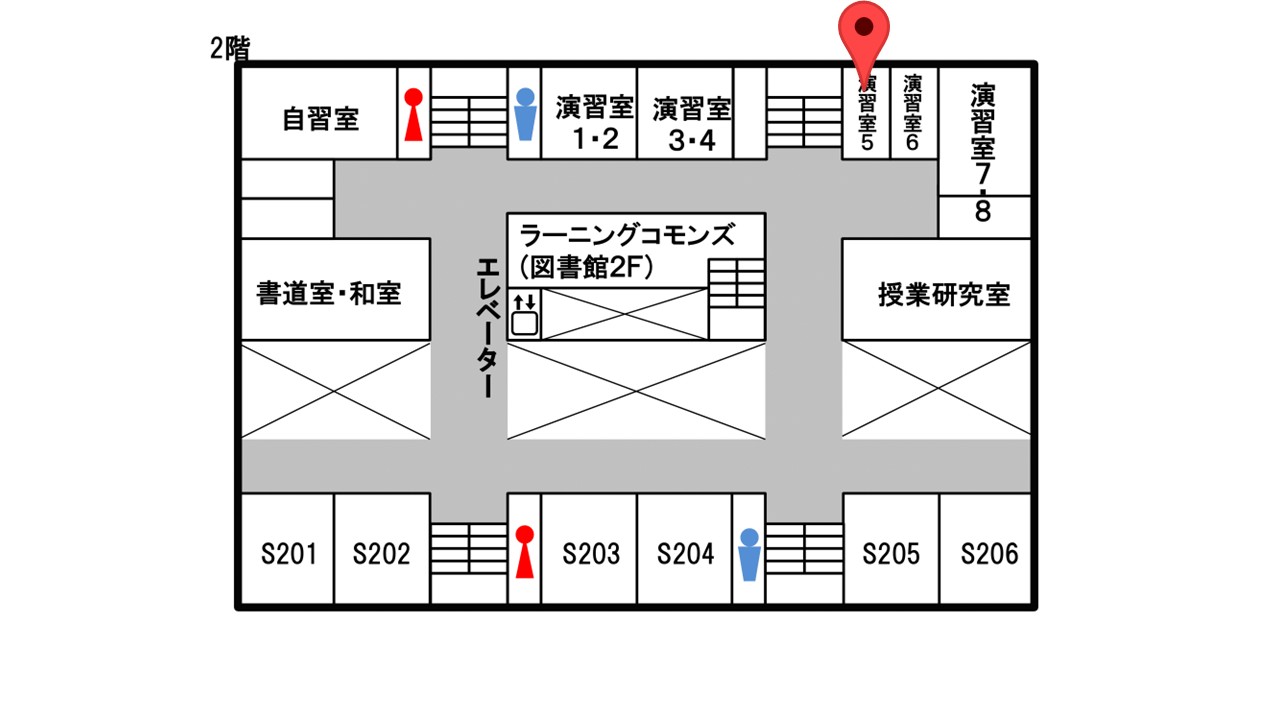 2階
自習室
演習室
1・2
演習室
3・4
演習室5
演習室6
演習室7・8
ラーニングコモンズ
(図書館2F)
エレベーター
書道室・和室
授業研究室
S201
S202
S203
S204
S205
S206